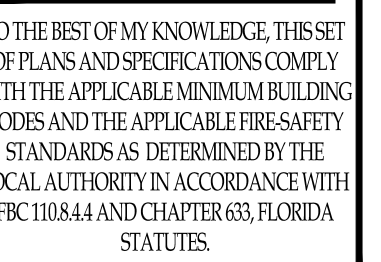 O THE BEST OF MY KNOWLEDGE, THIS SET
OF PLANS AND SPECIFICATIONS COMPLY
TH THE APPLICABLE MINIMUM BUILDING
ODES AND THE APPLICABLE FIRE-SAFETY
STANDARDS AS DETERMINED BY THE
OCAL AUTHORITY IN ACCORDANCE WITH
FBC 110.8.4.4 AND CHAPTER 633, FLORIDA
STATUTES.